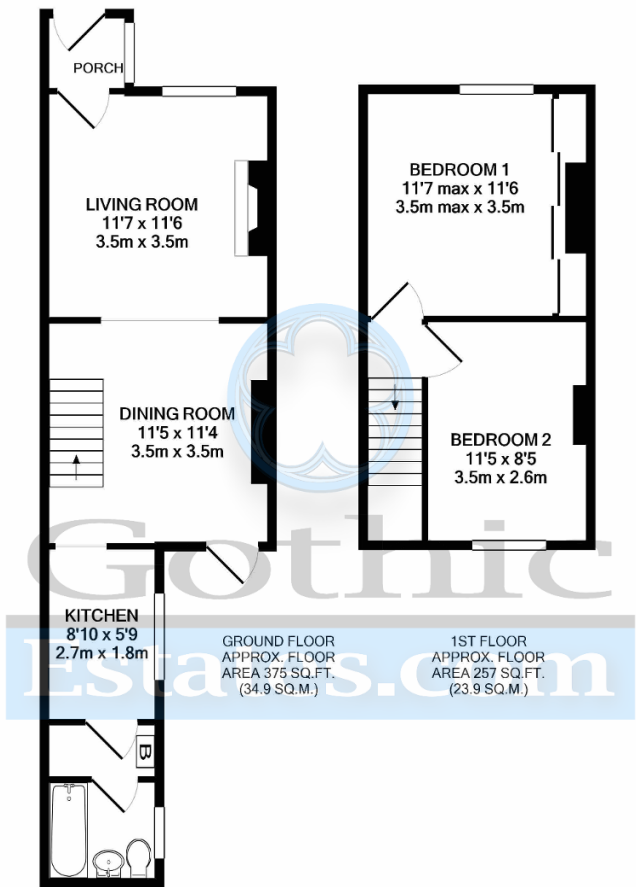 PORCH
LIVING ROOM
11'7 x 11'6
3.5m x 3.5m
BEDROOM 1
11'7 max x 11'6
3.5m max x 3.5m
DINING ROOM
11'5 x 11'4
3.5m x 3.5m
BEDROOM 2
11'5 x 8'5
3.5m x 2.6m
Gothic
KITCHEN
8'10 x 5'9
2.7m x 1.8m
GROUND FLOOR
APPROX. FLOOR
AREA 375 SQ.FT.
(34.9 SQ.M.)
1ST FLOOR
APPROX. FLOOR
AREA 257 SQ.FT.
(23.9 SQ.M.)
Estates.com
B